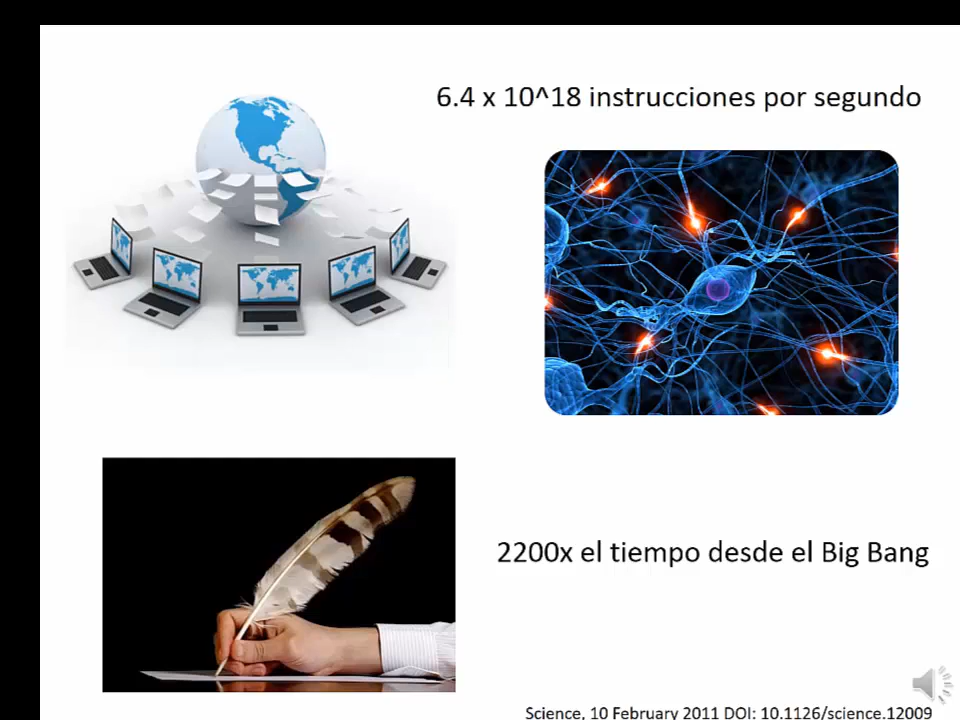 6.4 x 10^18 instrucciones por segundo
2200x el tiempo desde el Big Bang
Science, 10 February 2011 DOI: 10.1126/science.12009